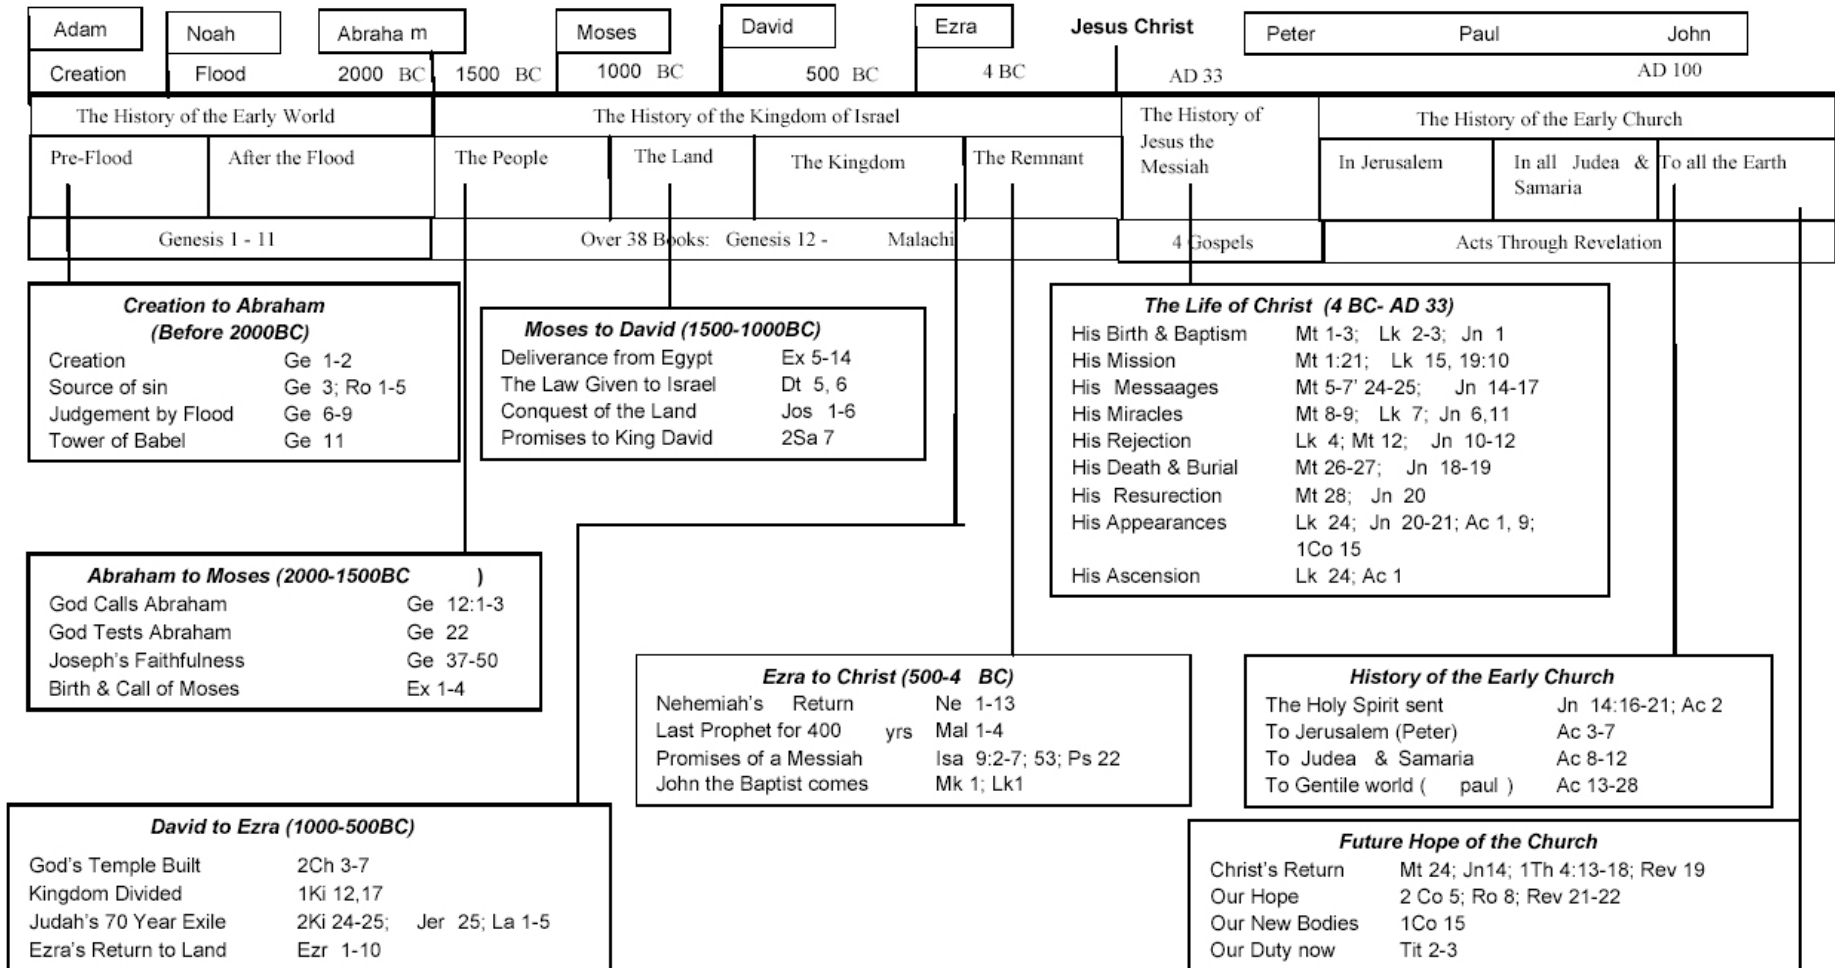 Adam Noah Abraha m Moses David Ezra Jesus Christ Peter Paul John
Creation Flood 2000 BC 1500 BC 1000 BC 500 BC 4 BC AD 33 AD 100
The History of the Early World The History of the Kingdom of Israel The History of Jesus the Messiah The History of the Early Church
Pre-Flood After the Flood The People The Land The Kingdom The Remnant In Jerusalem In all Judea & Samaria To all the Earth
Genesis 1 - 11 Over 38 Books: Genesis 12 - Malachi 4 Gospels Acts Through Revelation
Creation to Abraham
(Before 2000BC)
Creation Ge 1-2
Source of sin Ge 3; Ro 1-5
Judgement by Flood Ge 6-9
Tower of Babel Ge 11
Moses to David (1500-1000BC)
Deliverance from Egypt Ex 5-14
The Law Given to Israel Dt 5, 6
Conquest of the Land Jos 1-6
Promises to King David 2Sa 7
The Life of Christ (4 BC- AD 33)
His Birth & Baptism Mt 1-3; Lk 2-3; Jn 1
His Mission Mt 1:21; Lk 15, 19:10
His Messaages Mt 5-7' 24-25; Jn 14-17
His Miracles Mt 8-9; Lk 7; Jn 6,11
His Rejection Lk 4; Mt 12; Jn 10-12
His Death & Burial Mt 26-27; Jn 18-19
His Resurection Mt 28; Jn 20
His Appearances Lk 24; Jn 20-21; Ac 1, 9;
1Co 15
His Ascension Lk 24; Ac 1
Abraham to Moses (2000-1500BC )
God Calls Abraham Ge 12:1-3
God Tests Abraham Ge 22
Joseph's Faithfulness Ge 37-50
Birth & Call of Moses Ex 1-4
Ezra to Christ (500-4 BC)
Nehemiah's Return Ne 1-13
Last Prophet for 400 yrs Mal 1-4
Promises of a Messiah Isa 9:2-7; 53; Ps 22
John the Baptist comes Mk 1; Lk1
History of the Early Church
The Holy Spirit sent Jn 14:16-21; Ac 2
To Jerusalem (Peter) Ac 3-7
To Judea & Samaria Ac 8-12
To Gentile world ( paul ) Ac 13-28
David to Ezra (1000-500BC)
God's Temple Built 2Ch 3-7
Kingdom Divided 1Ki 12,17
Judah's 70 Year Exile 2Ki 24-25; Jer 25; La 1-5
Ezra's Return to Land Ezr 1-10
Future Hope of the Church
Christ's Return Mt 24; Jn14; 1Th 4:13-18; Rev 19
Our Hope 2 Co 5; Ro 8; Rev 21-22
Our New Bodies 1Co 15
Our Duty now Tit 2-3